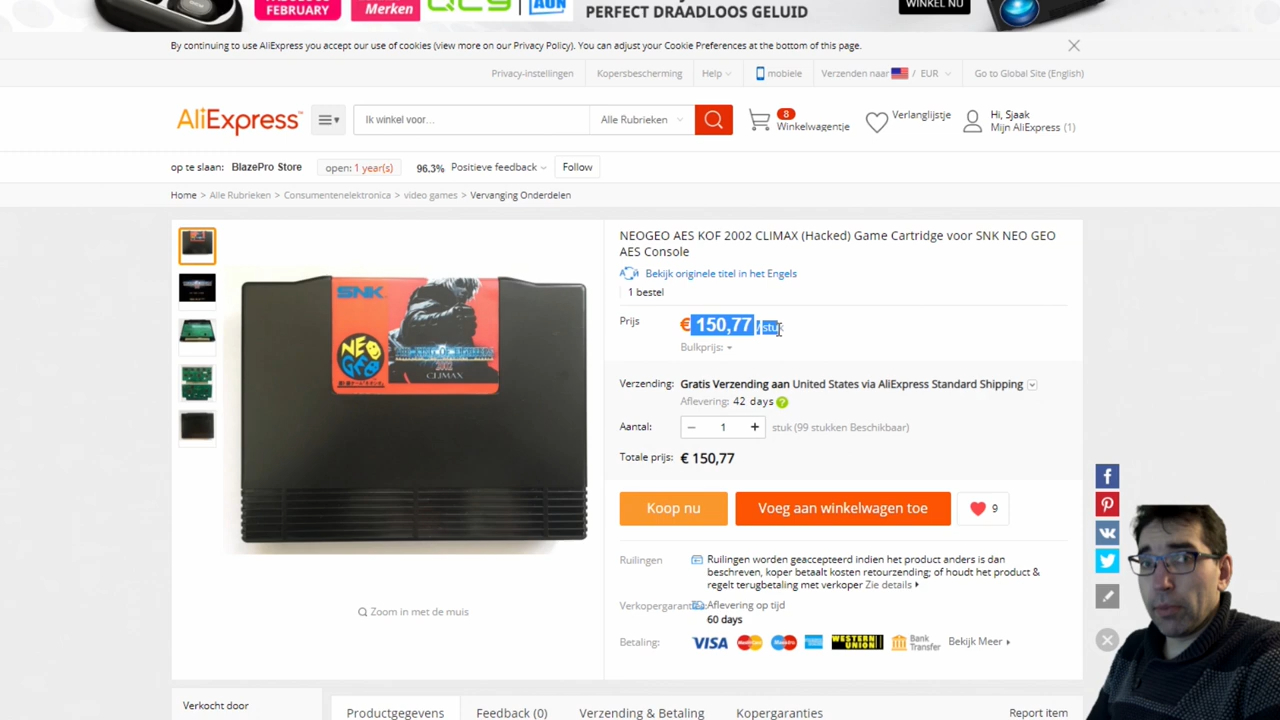 FEBRUARY
Merken
QCY
AUN
PERFECT DRAADLOOS GELUID
WINKEL NU
By continuing to use AliExpress you accept our use of cookies (view more on our Privacy Policy). You can adjust your Cookie Preferences at the bottom of this page.
Privacy-instellingen Kopersbescherming Help mobiele Verzenden naar / EUR Go to Global Site (English)
AliExpress™ Ik winkel voor... Alle Rubrieken 8 Winkelwagentje Verlanglijstje Hi, Sjaak
Mijn AliExpress (1)
op te slaan: BlazePro Store open: 1 year(s) 96.3% Positieve feedback Follow
Home > Alle Rubrieken > Consumentenelektronica > video games > Vervanging Onderdelen
NEOGEO AES KOF 2002 CLIMAX (Hacked) Game Cartridge voor SNK NEO GEO
AES Console
Bekijk originele titel in het Engels
1 bestel
Prijs € 150,77 /stuk
Bulkprijs:
Verzending: Gratis Verzending aan United States via AliExpress Standard Shipping
Aflevering: 42 days
Aantal: − 1 + stuk (99 stukken Beschikbaar)
Totale prijs: € 150,77
Koop nu Voeg aan winkelwagen toe 9
Ruilingen Ruilingen worden geaccepteerd indien het product anders is dan
beschreven, koper betaalt kosten retourzending; of houdt het product &
regelt terugbetaling met verkoper Zie details
Verkopergarantie: Aflevering op tijd
60 days
Betaling: VISA WESTERN UNION Bank Transfer Bekijk Meer
SNK
NEO
GEO
THE KING OF FIGHTERS
2002
CLIMAX
Zoom in met de muis
Verkocht door
Productgegevens Feedback (0) Verzending & Betaling Kopergaranties Report item